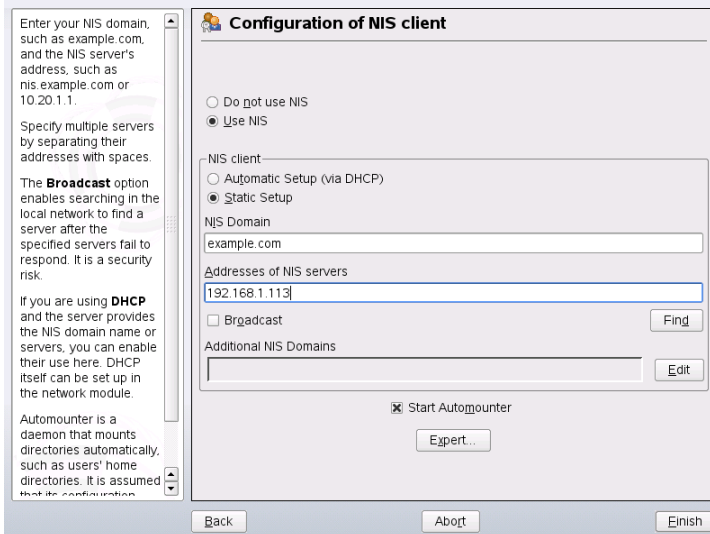 Enter your NIS domain,
such as example.com,
and the NIS server's
address, such as
nis.example.com or
10.20.1.1.
Specify multiple servers
by separating their
addresses with spaces.
The Broadcast option
enables searching in the
local network to find a
server after the
specified servers fail to
respond. It is a security
risk.
If you are using DHCP
and the server provides
the NIS domain name or
servers, you can enable
their use here. DHCP
itself can be set up in
the network module.
Automounter is a
daemon that mounts
directories automatically,
such as users' home
directories. It is assumed
that its configuration
Configuration of NIS client
Do not use NIS
Use NIS
NIS client
Automatic Setup (via DHCP)
Static Setup
NIS Domain
example.com
Addresses of NIS servers
192.168.1.113
Broadcast
Find
Additional NIS Domains
Edit
Start Automounter
Expert...
Back
Abort
Finish